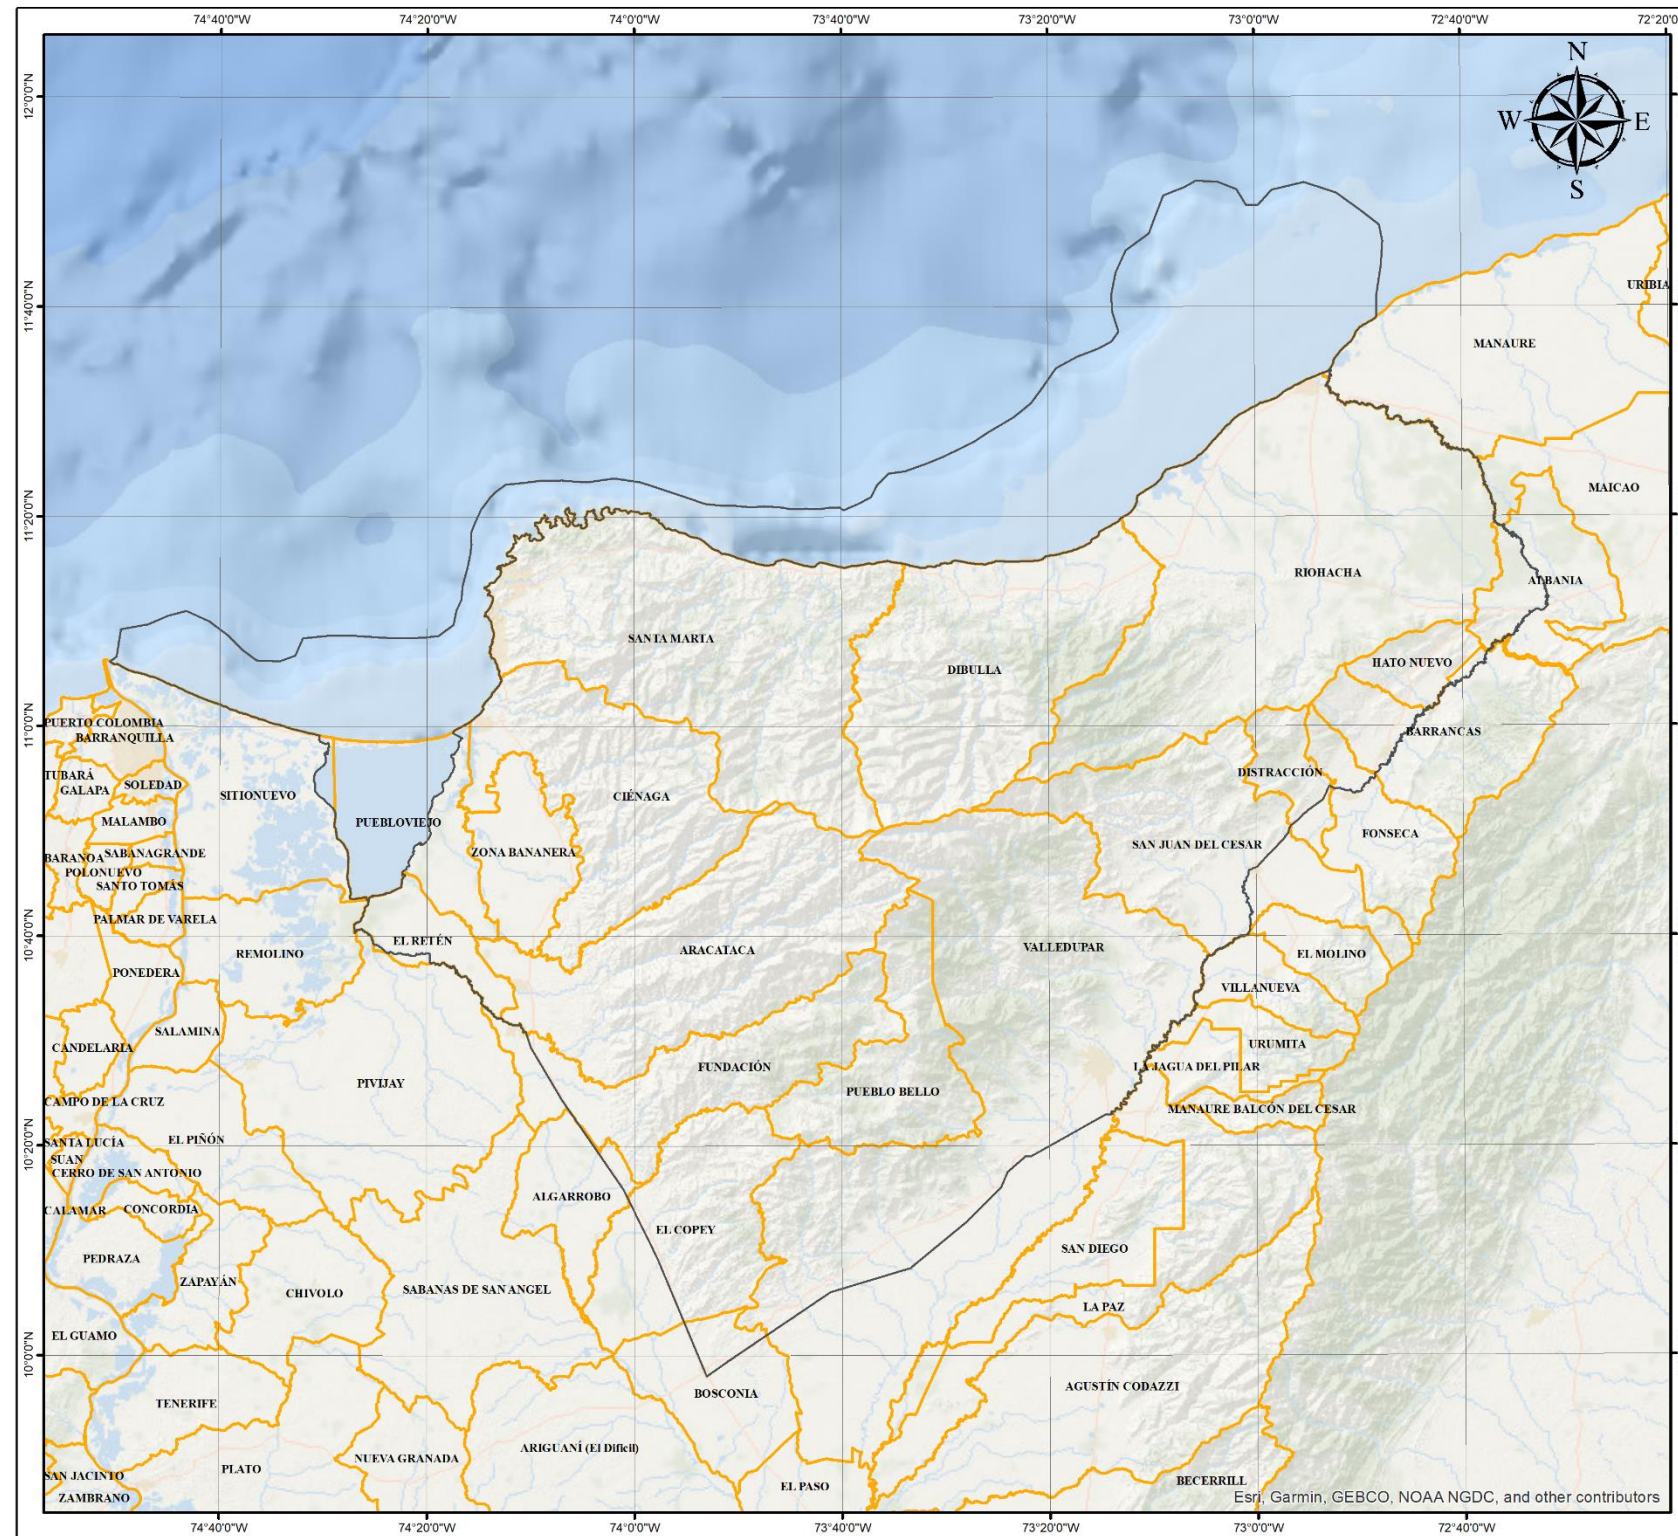 74°40'0"W 74°20'0"W 74°0'0"W 73°40'0"W 73°20'0"W 73°0'0"W 72°40'0"W 72°20'0"W
N
12°0'0"N
W E
S
URIBIA
11°40'0"N
MANAURE
MAICAO
11°20'0"N
RIOHACHA
ALBANIA
SANTA MARTA
HATO NUEVO
DIBULLA
11°0'0"N
PUERTO COLOMBIA
BARRANCAS
BARRANQUILLA
DISTRACCIÓN
TUBARÁ
SOLEDAD
GALAPA
SITIONUEVO
CIÉNAGA
MALAMBO
PUEBLOVIEJO
FONSECA
SAN JUAN DEL CESAR
ZONA BANANERA
SABANAGRANDE
BARANOA
POLONUEVO
SANTO TOMÁS
PALMAR DE VARELA
10°40'0"N
EL RETÉN
VALLEDUPAR
ARACATACA
REMOLINO
EL MOLINO
PONEDERA
VILLANUEVA
SALAMINA
URUMITA
CANDELARIA
LA JAGUA DEL PILAR
FUNDACIÓN
PIVIJAY
PUEBLO BELLO
CAMPO DE LA CRUZ
MANAURE BALCÓN DEL CESAR
10°20'0"N
EL PIÑÓN
SANTA LUCÍA
SUAN
CERRO DE SAN ANTONIO
ALGARROBO
CALAMAR
CONCORDIA
EL COPEY
SAN DIEGO
PEDRAZA
ZAPAYÁN
SABANAS DE SAN ANGEL
CHIVOLO
LA PAZ
EL GUAMO
10°0'0"N
AGUSTÍN CODAZZI
BOSCONIA
TENERIFE
ARIGUANÍ (El Difícil)
NUEVA GRANADA
PLATO
SAN JACINTO
BECERRILL
EL PASO
ZAMBRANO
Esri, Garmin, GEBCO, NOAA NGDC, and other contributors
74°40'0"W 74°20'0"W 74°0'0"W 73°40'0"W 73°20'0"W 73°0'0"W 72°40'0"W